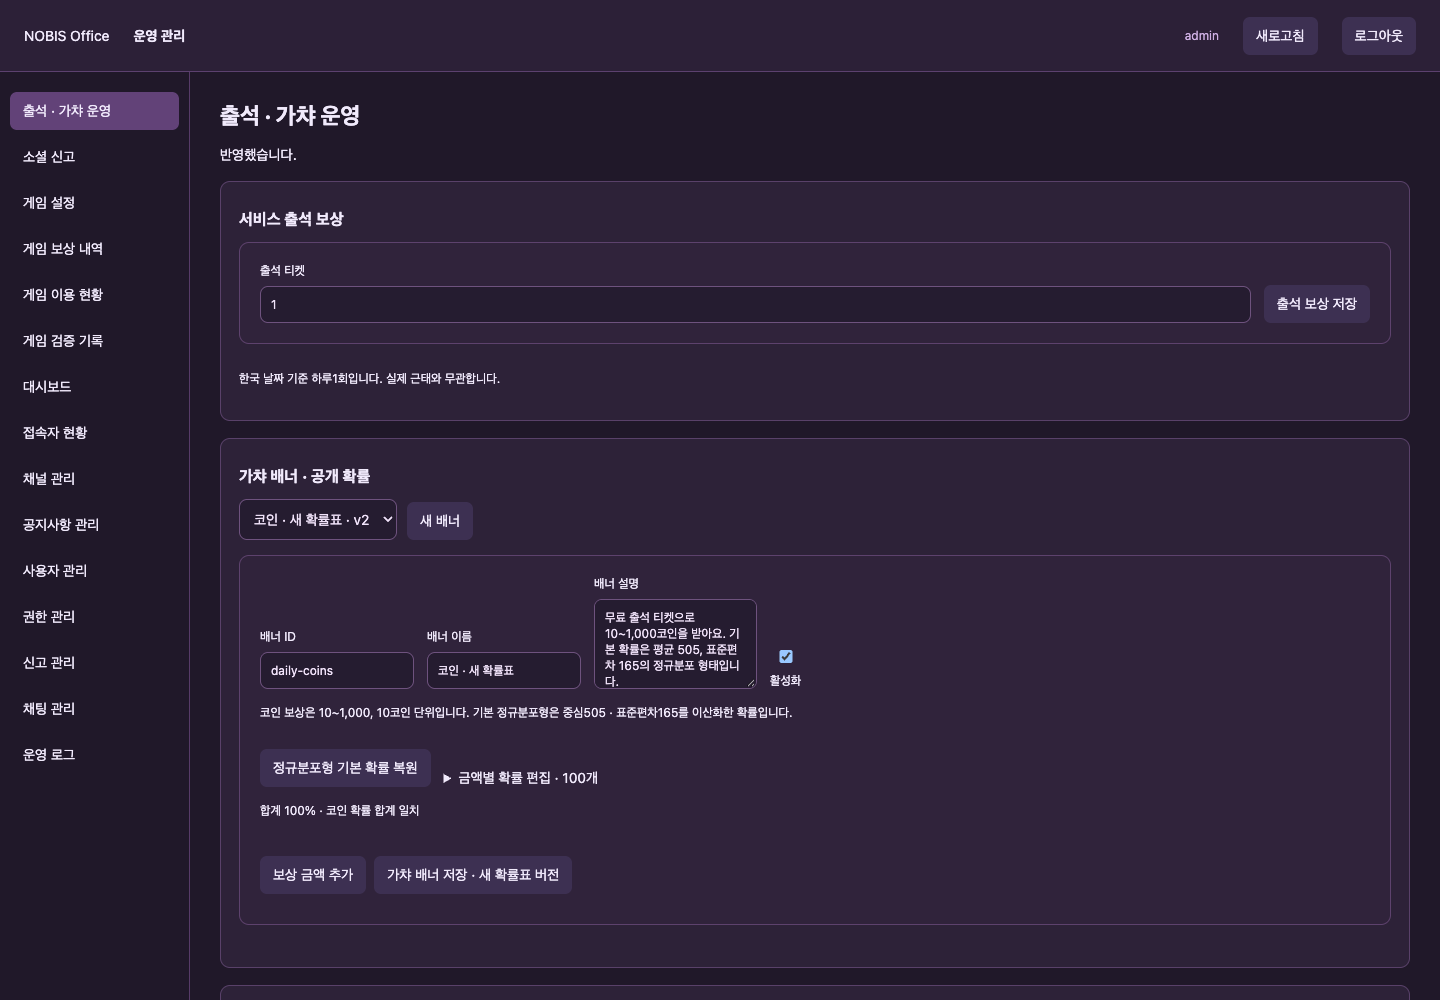 NOBIS Office
운영 관리
admin
새로고침
로그아웃
출석 · 가챠 운영
소셜 신고
게임 설정
게임 보상 내역
게임 이용 현황
게임 검증 기록
대시보드
접속자 현황
채널 관리
공지사항 관리
사용자 관리
권한 관리
신고 관리
채팅 관리
운영 로그
출석 · 가챠 운영
반영했습니다.
서비스 출석 보상
출석 티켓
1
출석 보상 저장
한국 날짜 기준 하루1회입니다. 실제 근태와 무관합니다.
가챠 배너 · 공개 확률
코인 · 새 확률표 · v2
새 배너
배너 ID
daily-coins
배너 이름
코인 · 새 확률표
배너 설명
무료 출석 티켓으로
10~1,000코인을 받아요. 기
본 확률은 평균 505, 표준편
차 165의 정규분포 형태입니
다.
활성화
코인 보상은 10~1,000, 10코인 단위입니다. 기본 정규분포형은 중심505 · 표준편차165를 이산화한 확률입니다.
정규분포형 기본 확률 복원
▶ 금액별 확률 편집 · 100개
합계 100% · 코인 확률 합계 일치
보상 금액 추가
가챠 배너 저장 · 새 확률표 버전